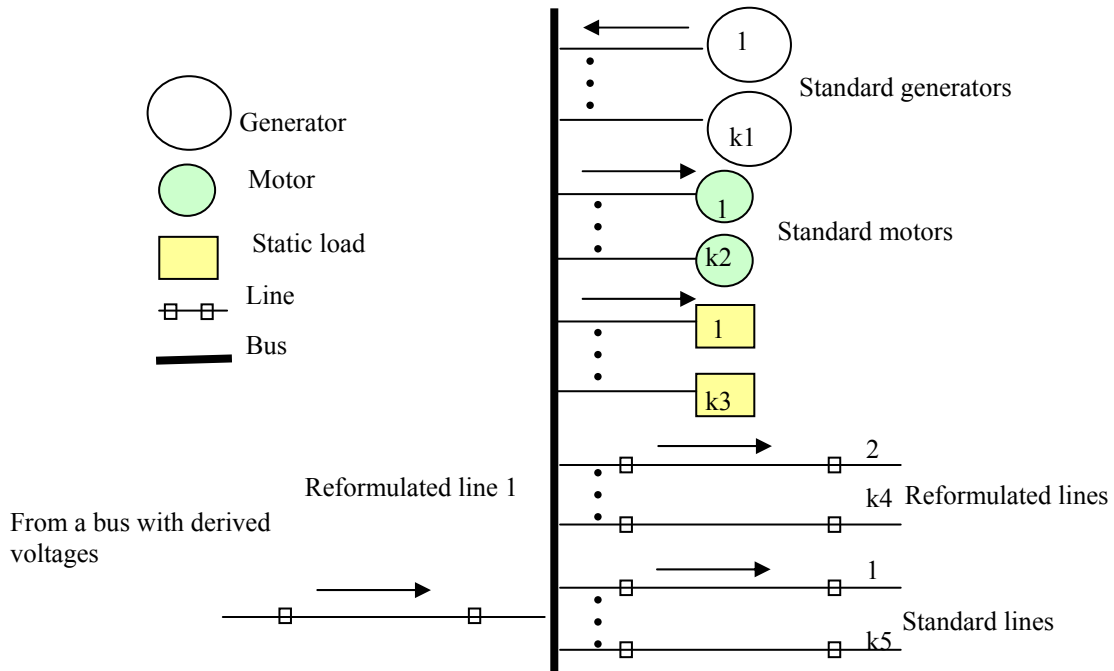 Generator
Motor
Static load
Line
Bus
1
Standard generators
k1
1
Standard motors
k2
1
k3
2
Reformulated line 1
k4 Reformulated lines
From a bus with derived
voltages
1
Standard lines
k5